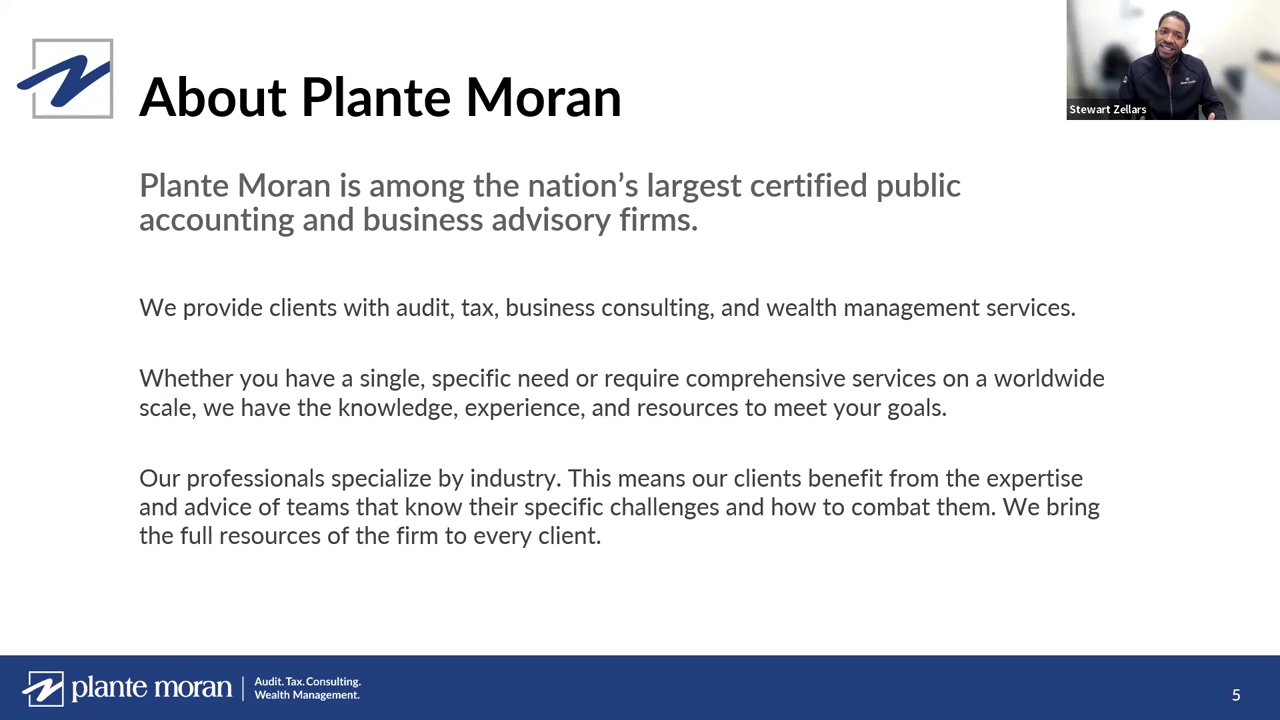 About Plante Moran
Stewart Zellars
Plante Moran is among the nation’s largest certified public
accounting and business advisory firms.
We provide clients with audit, tax, business consulting, and wealth management services.
Whether you have a single, specific need or require comprehensive services on a worldwide
scale, we have the knowledge, experience, and resources to meet your goals.
Our professionals specialize by industry. This means our clients benefit from the expertise
and advice of teams that know their specific challenges and how to combat them. We bring
the full resources of the firm to every client.
plante moran
Audit. Tax. Consulting.
Wealth Management.
5